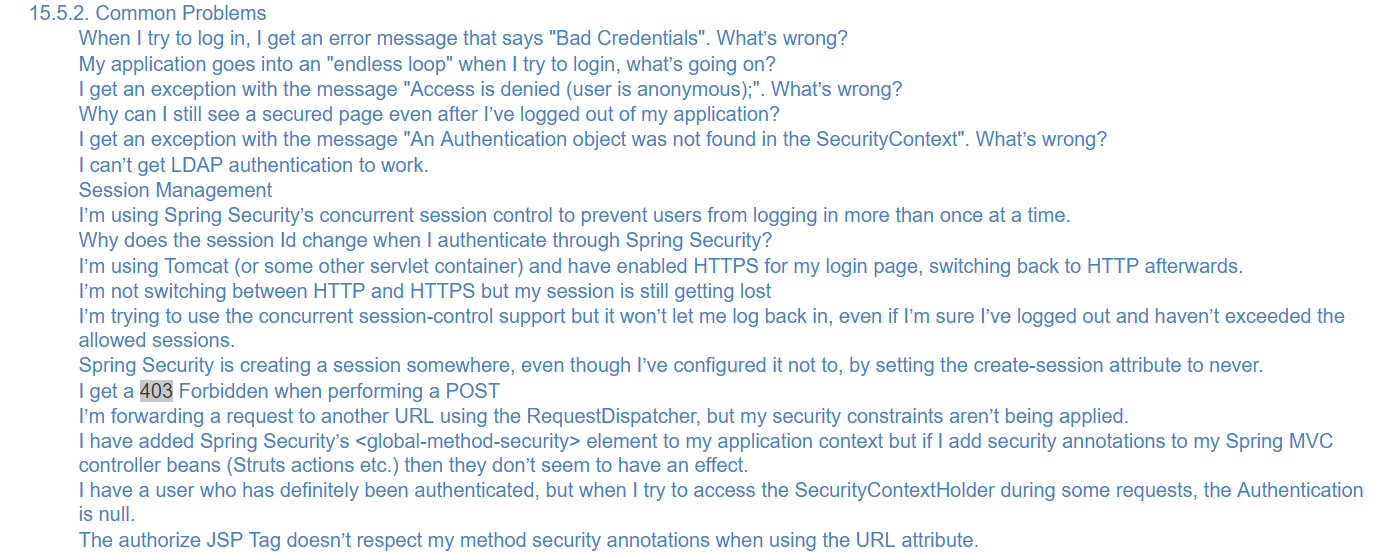 15.5.2. Common Problems
When I try to log in, I get an error message that says "Bad Credentials". What’s wrong?
My application goes into an "endless loop" when I try to login, what’s going on?
I get an exception with the message "Access is denied (user is anonymous);". What’s wrong?
Why can I still see a secured page even after I’ve logged out of my application?
I get an exception with the message "An Authentication object was not found in the SecurityContext". What’s wrong?
I can’t get LDAP authentication to work.
Session Management
I’m using Spring Security’s concurrent session control to prevent users from logging in more than once at a time.
Why does the session Id change when I authenticate through Spring Security?
I’m using Tomcat (or some other servlet container) and have enabled HTTPS for my login page, switching back to HTTP afterwards.
I’m not switching between HTTP and HTTPS but my session is still getting lost
I’m trying to use the concurrent session-control support but it won’t let me log back in, even if I’m sure I’ve logged out and haven’t exceeded the
allowed sessions.
Spring Security is creating a session somewhere, even though I’ve configured it not to, by setting the create-session attribute to never.
I get a 403 Forbidden when performing a POST
I’m forwarding a request to another URL using the RequestDispatcher, but my security constraints aren’t being applied.
I have added Spring Security’s <global-method-security> element to my application context but if I add security annotations to my Spring MVC
controller beans (Struts actions etc.) then they don’t seem to have an effect.
I have a user who has definitely been authenticated, but when I try to access the SecurityContextHolder during some requests, the Authentication
is null.
The authorize JSP Tag doesn’t respect my method security annotations when using the URL attribute.